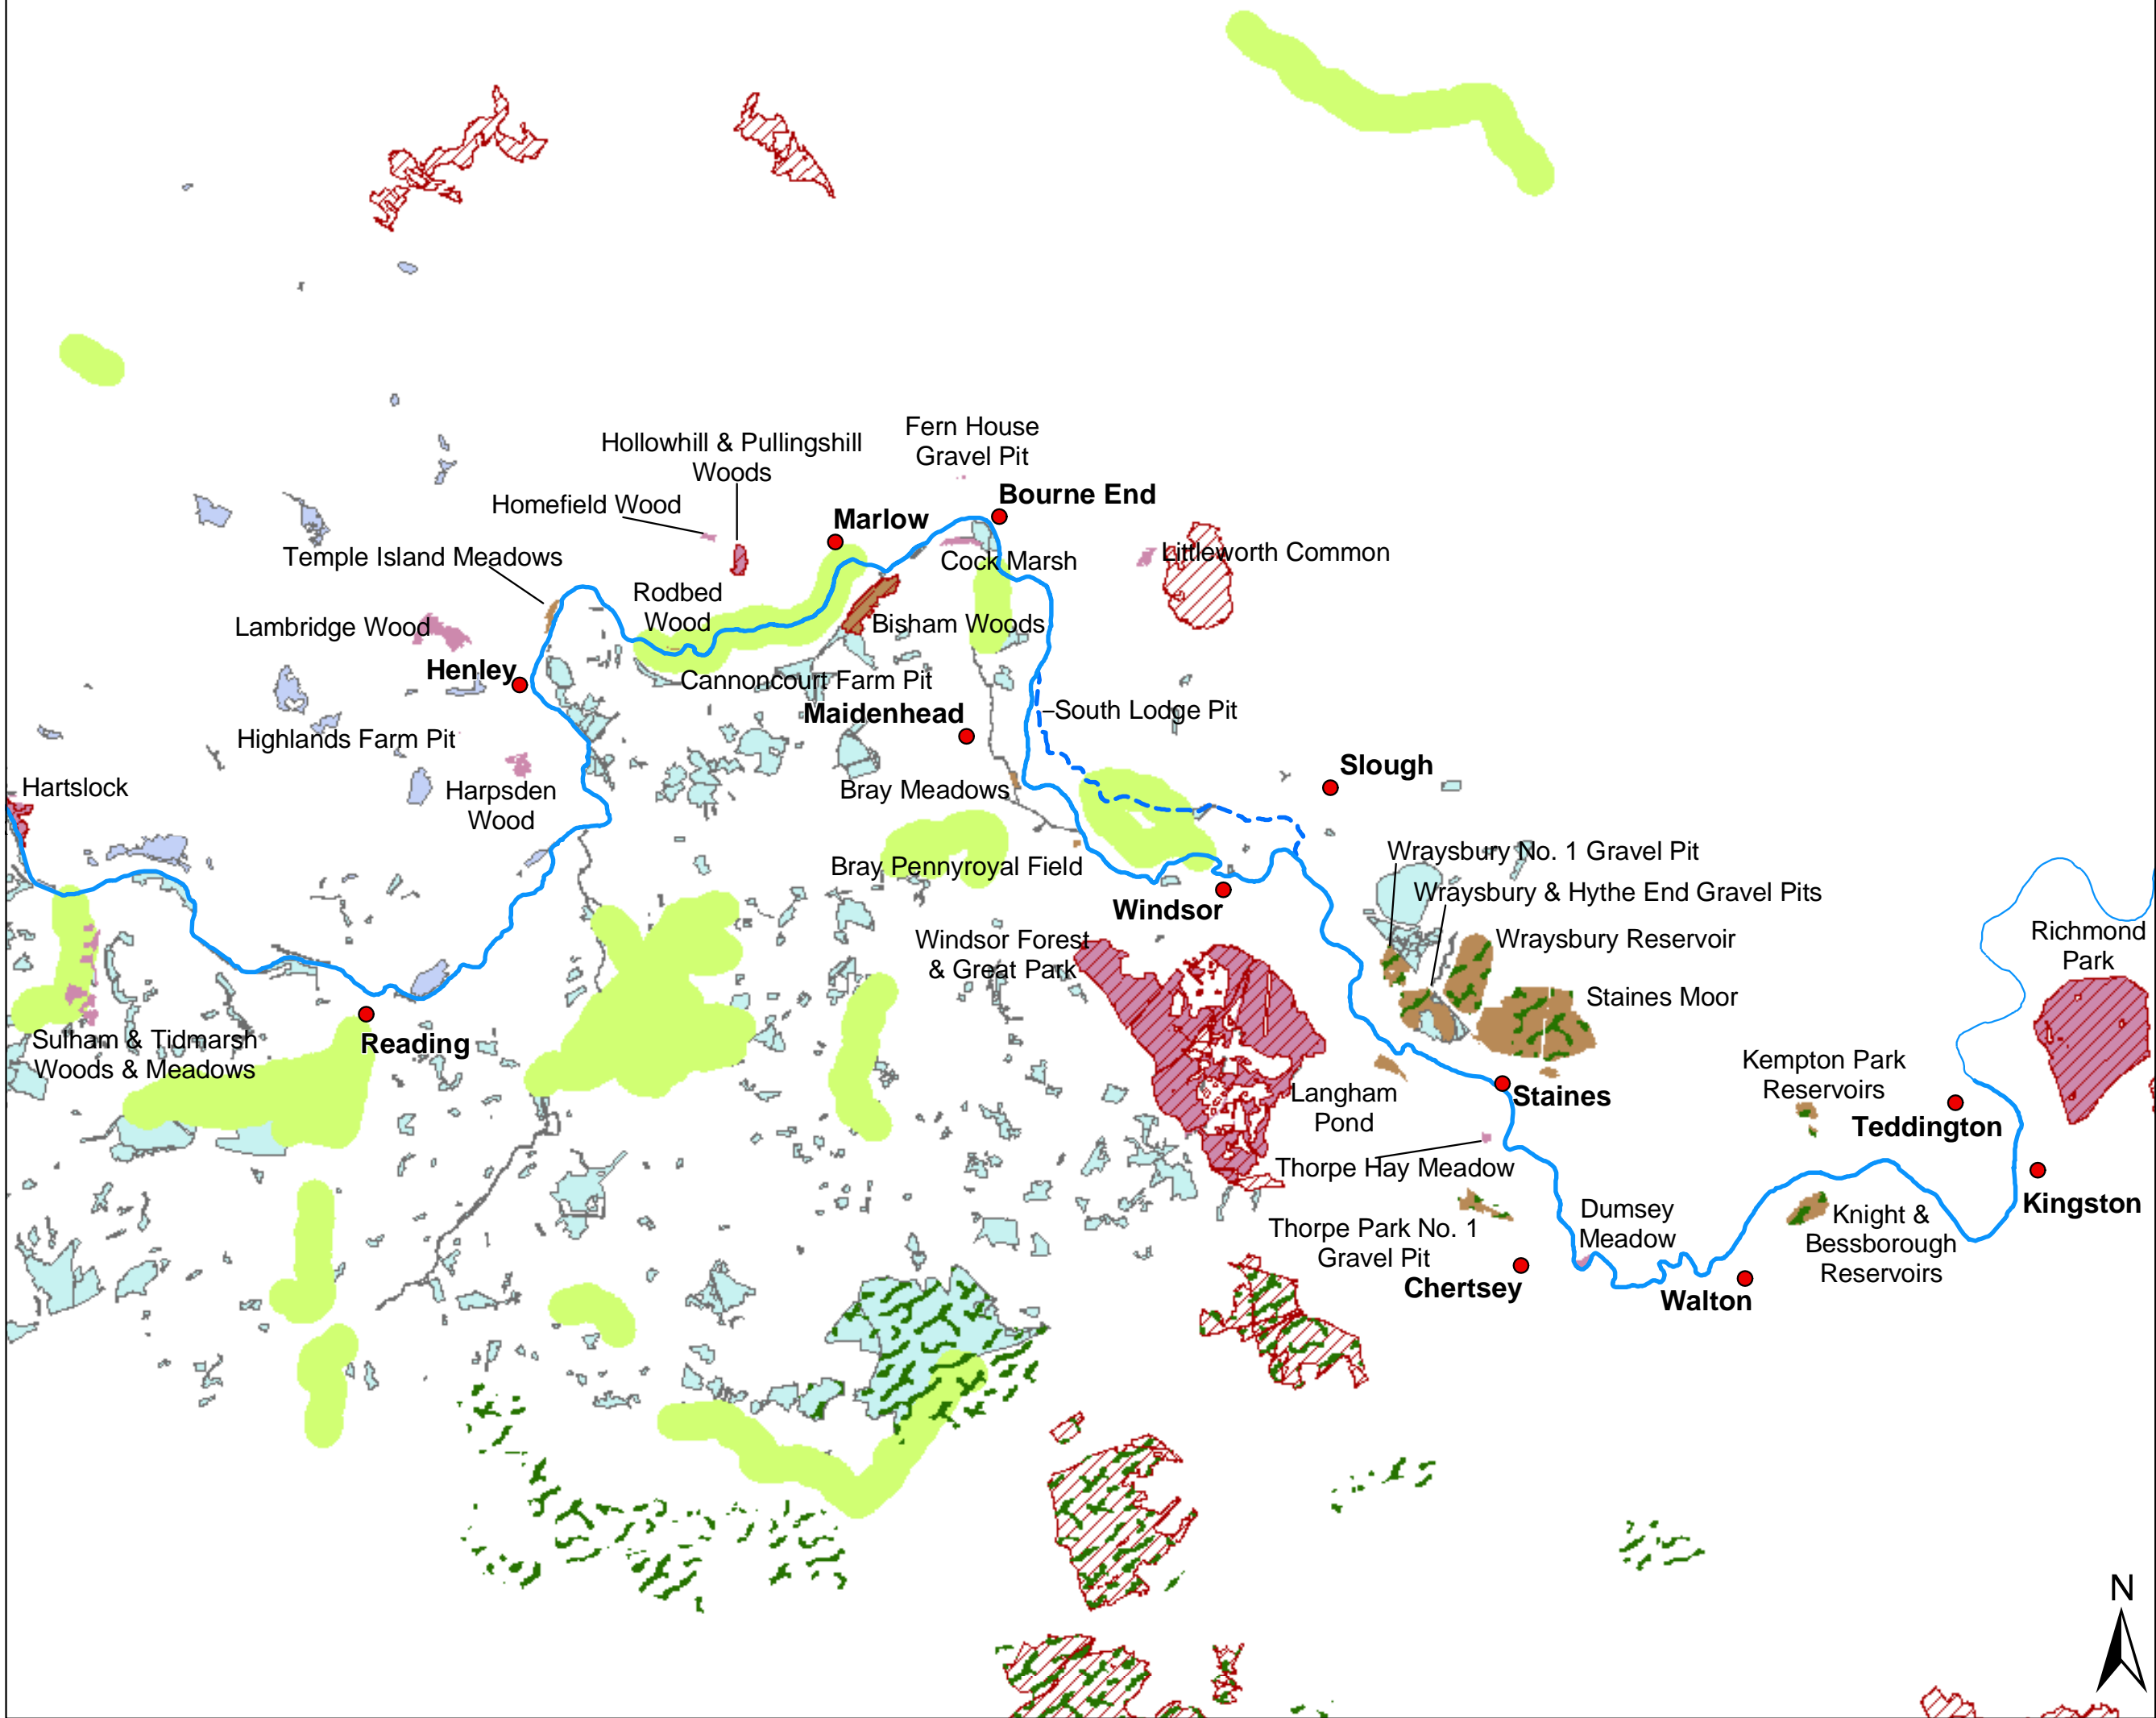 Fern House
Gravel Pit
Hollowhill & Pullingshill
Woods
Bourne End
Homefield Wood
Marlow
Temple Island Meadows
Cock Marsh
Littleworth Common
Rodbed
Wood
Lambridge Wood
Bisham Woods
Henley
Cannoncourt Farm Pit
Maidenhead
South Lodge Pit
Highlands Farm Pit
Slough
Hartslock
Harpsden
Wood
Bray Meadows
Wraysbury No. 1 Gravel Pit
Bray Pennyroyal Field
Wraysbury & Hythe End Gravel Pits
Windsor
Windsor Forest
& Great Park
Wraysbury Reservoir
Richmond
Park
Staines Moor
Sulham & Tidmarsh
Woods & Meadows
Reading
Kempton Park
Reservoirs
Langham
Pond
Staines
Teddington
Thorpe Hay Meadow
Kingston
Dumsey
Meadow
Knight &
Bessborough
Reservoirs
Thorpe Park No. 1
Gravel Pit
Chertsey
Walton
N